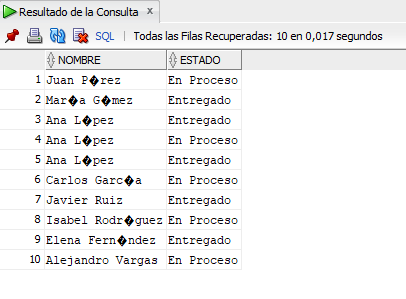 Resultado de la Consulta x
SQL | Todas las Filas Recuperadas: 10 en 0,017 segundos
NOMBRE ESTADO
1 Juan P�rez En Proceso
2 Mar�a G�mez Entregado
3 Ana L�pez Entregado
4 Ana L�pez En Proceso
5 Ana L�pez Entregado
6 Carlos Garc�a En Proceso
7 Javier Ruiz Entregado
8 Isabel Rodr�guez En Proceso
9 Elena Fern�ndez Entregado
10 Alejandro Vargas En Proceso